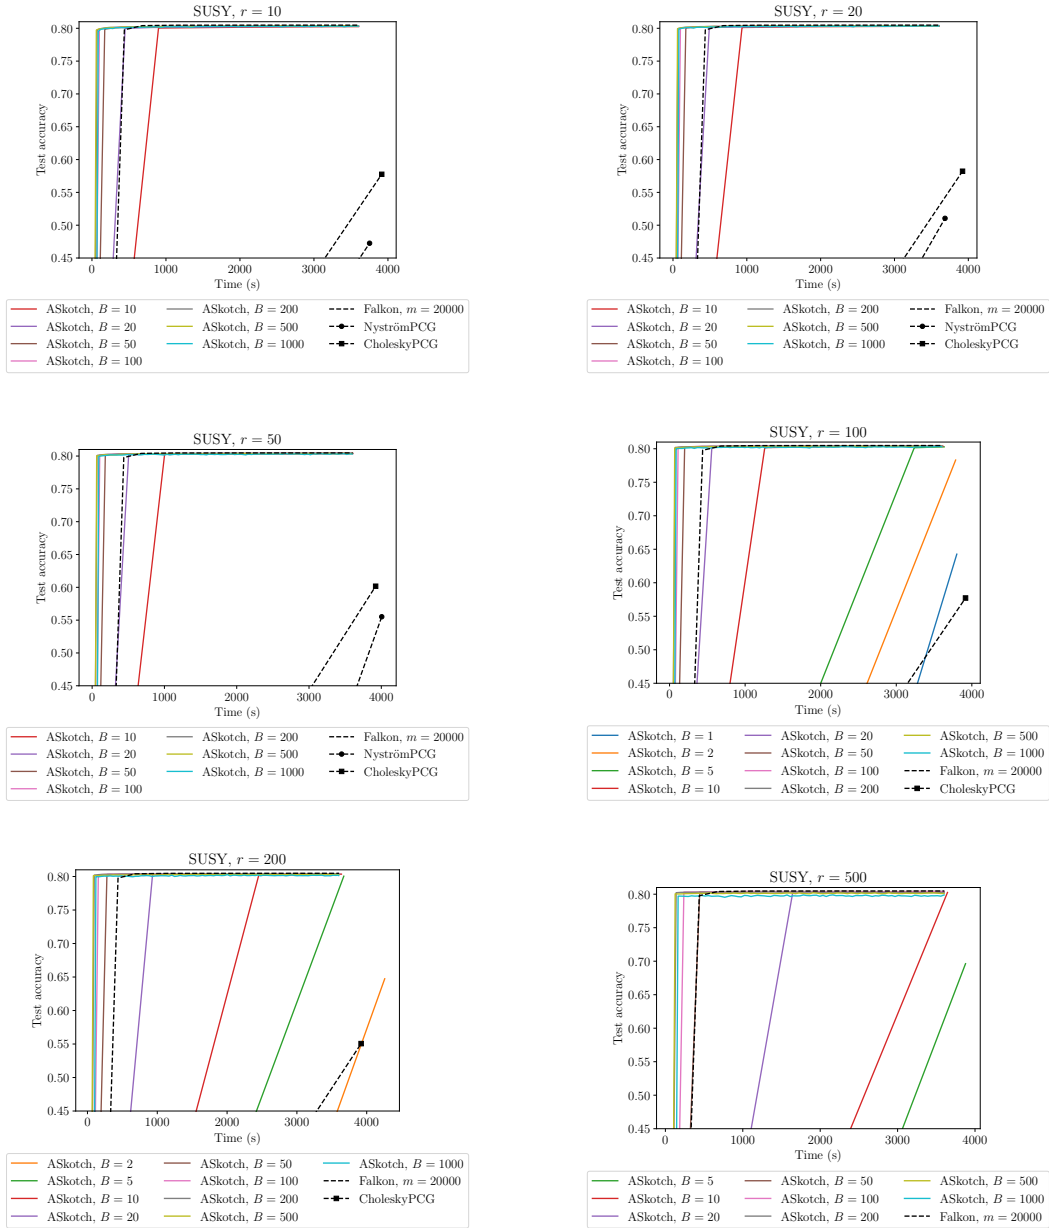 SUSY, r = 10
0.80
0.75
0.70
0.65
0.60
0.55
0.50
0.45
Test accuracy
0 1000 2000 3000 4000
Time (s)
ASkotch, B = 10
ASkotch, B = 20
ASkotch, B = 50
ASkotch, B = 100
ASkotch, B = 200
ASkotch, B = 500
ASkotch, B = 1000
Falkon, m = 20000
NyströmPCG
CholeskyPCG
SUSY, r = 20
0.80
0.75
0.70
0.65
0.60
0.55
0.50
0.45
Test accuracy
0 1000 2000 3000 4000
Time (s)
ASkotch, B = 10
ASkotch, B = 20
ASkotch, B = 50
ASkotch, B = 100
ASkotch, B = 200
ASkotch, B = 500
ASkotch, B = 1000
Falkon, m = 20000
NyströmPCG
CholeskyPCG
SUSY, r = 50
0.80
0.75
0.70
0.65
0.60
0.55
0.50
0.45
Test accuracy
0 1000 2000 3000 4000
Time (s)
ASkotch, B = 10
ASkotch, B = 20
ASkotch, B = 50
ASkotch, B = 100
ASkotch, B = 200
ASkotch, B = 500
ASkotch, B = 1000
Falkon, m = 20000
NyströmPCG
CholeskyPCG
SUSY, r = 100
0.80
0.75
0.70
0.65
0.60
0.55
0.50
0.45
Test accuracy
0 1000 2000 3000 4000
Time (s)
ASkotch, B = 1
ASkotch, B = 2
ASkotch, B = 5
ASkotch, B = 10
ASkotch, B = 20
ASkotch, B = 50
ASkotch, B = 100
ASkotch, B = 200
ASkotch, B = 500
ASkotch, B = 1000
Falkon, m = 20000
CholeskyPCG
SUSY, r = 200
0.80
0.75
0.70
0.65
0.60
0.55
0.50
0.45
Test accuracy
0 1000 2000 3000 4000
Time (s)
ASkotch, B = 2
ASkotch, B = 5
ASkotch, B = 10
ASkotch, B = 20
ASkotch, B = 50
ASkotch, B = 100
ASkotch, B = 200
ASkotch, B = 500
ASkotch, B = 1000
Falkon, m = 20000
CholeskyPCG
SUSY, r = 500
0.80
0.75
0.70
0.65
0.60
0.55
0.50
0.45
Test accuracy
0 1000 2000 3000 4000
Time (s)
ASkotch, B = 5
ASkotch, B = 10
ASkotch, B = 20
ASkotch, B = 50
ASkotch, B = 100
ASkotch, B = 200
ASkotch, B = 500
ASkotch, B = 1000
Falkon, m = 20000